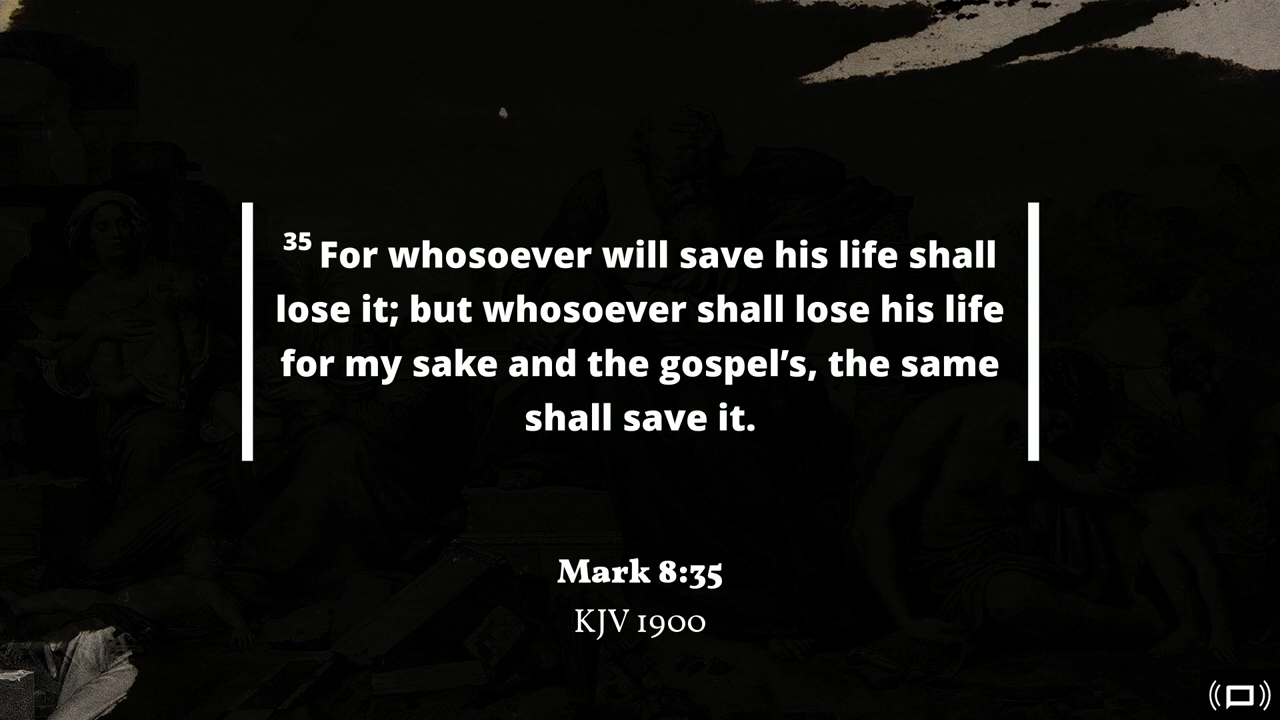 35 For whosoever will save his life shall
lose it; but whosoever shall lose his life
for my sake and the gospel’s, the same
shall save it.
Mark 8:35
KJV 1900